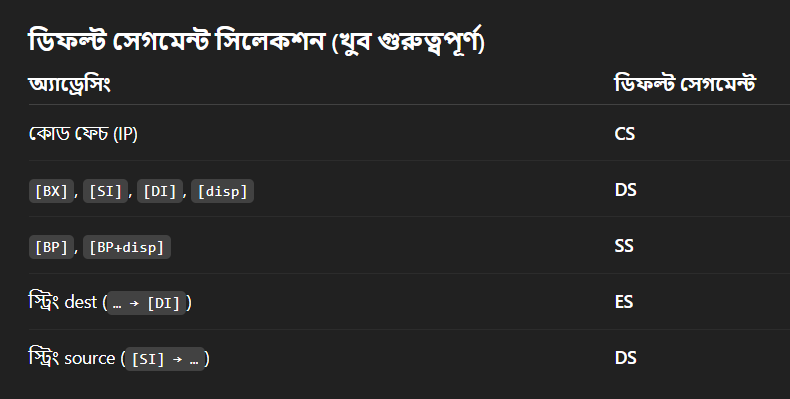 ডিফল্ট সেগমেন্ট সিলেকশন (খুব গুরুত্বপূর্ণ)
অ্যাড্রেসিং ডিফল্ট সেগমেন্ট
কোড ফেচ (IP) CS
[BX], [SI], [DI], [disp] DS
[BP], [BP+disp] SS
স্ট্রিং dest (… → [DI]) ES
স্ট্রিং source ([SI] → …) DS